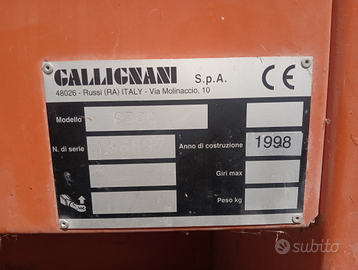 GALLIGNANI S.p.A. CE
48026 - Russi (RA) ITALY - Via Molinaccio, 10
Modello
N. di serie Anno di costruzione 1998
Giri max
Peso kg
subito